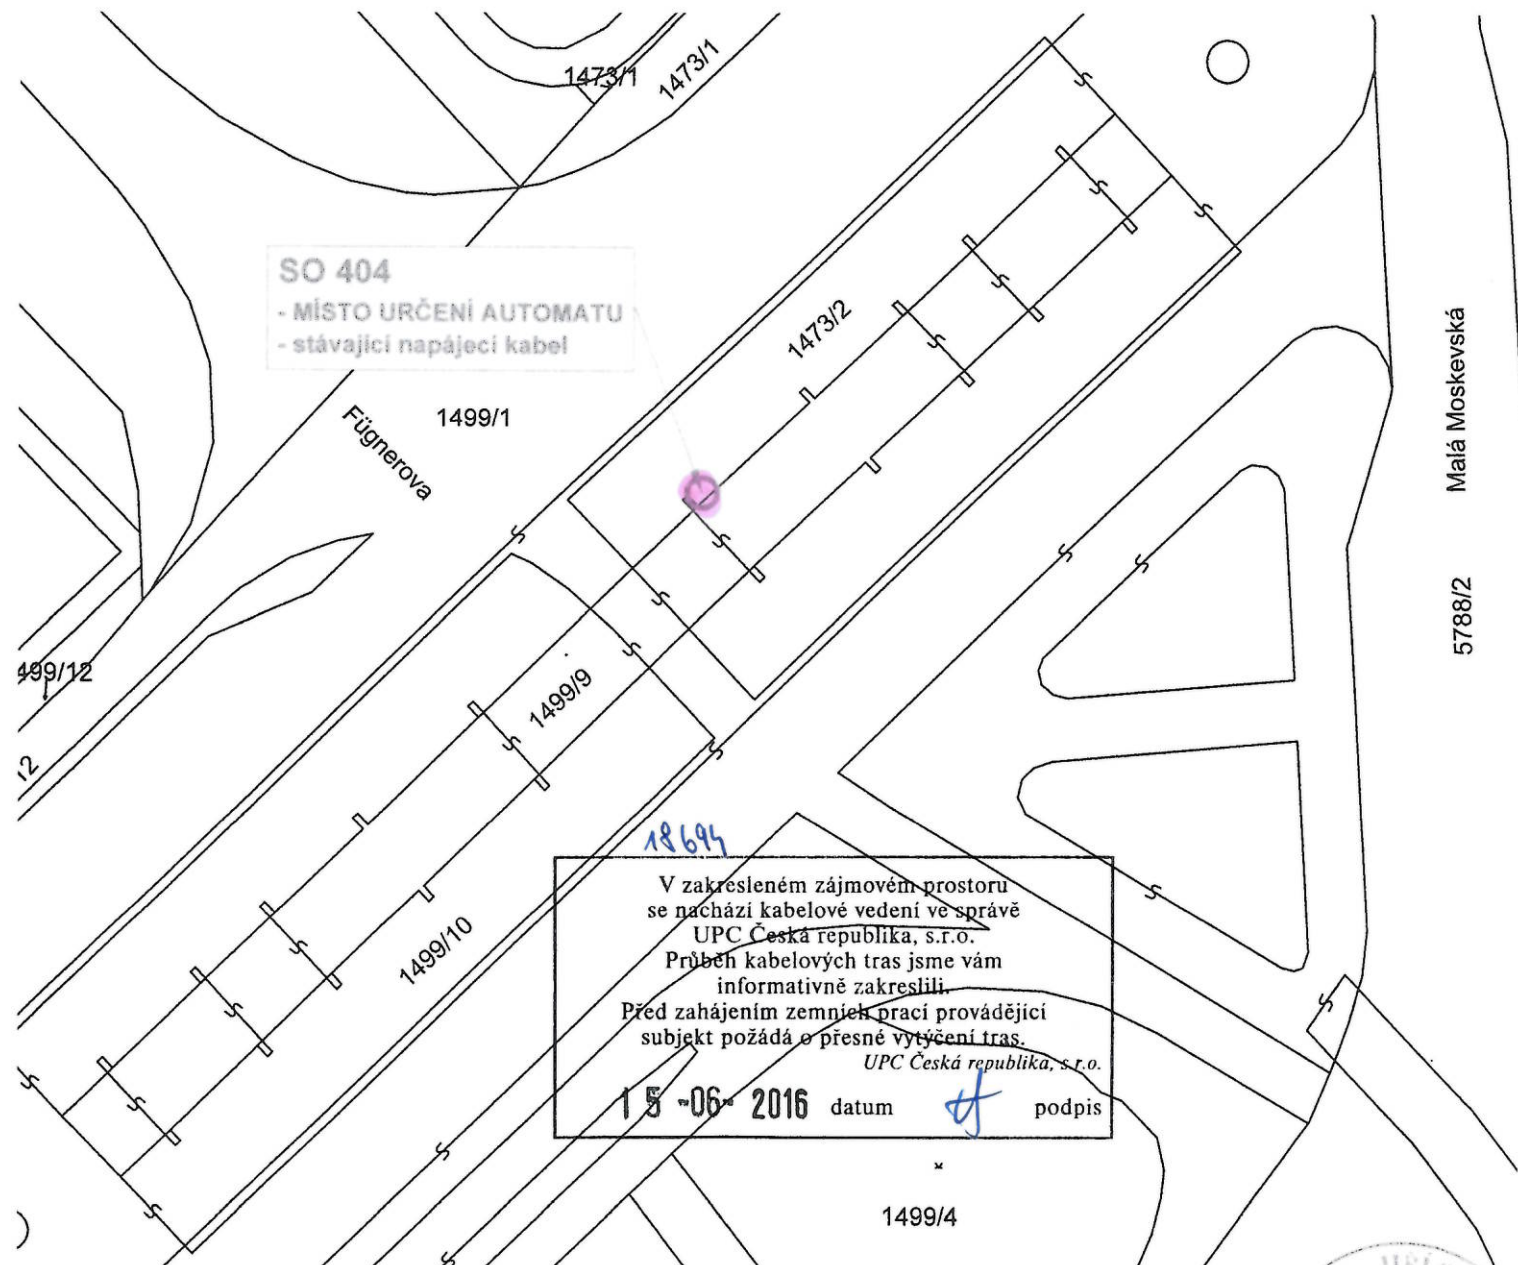 1473/1
1473/1
SO 404
- MÍSTO URČENÍ AUTOMATU
- stávající napájecí kabel
1473/2
Malá Moskevská
1499/1
Fügnerova
5788/2
499/12
1499/9
12
18694
V zakresleném zájmovém prostoru
se nachází kabelové vedení ve správě
UPC Česká republika, s.r.o.
Průběh kabelových tras jsme vám
informativně zakreslili.
Před zahájením zemních prací provádějící
subjekt požádá o přesné vytýčení tras.
UPC Česká republika, s.r.o.
15 -06- 2016 datum podpis
1499/10
1499/4